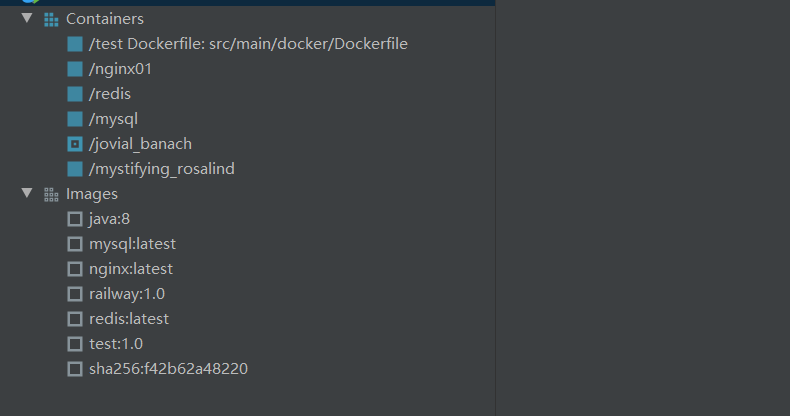 Containers
/test Dockerfile: src/main/docker/Dockerfile
/nginx01
/redis
/mysql
/jovial_banach
/mystifying_rosalind
Images
java:8
mysql:latest
nginx:latest
railway:1.0
redis:latest
test:1.0
sha256:f42b62a48220